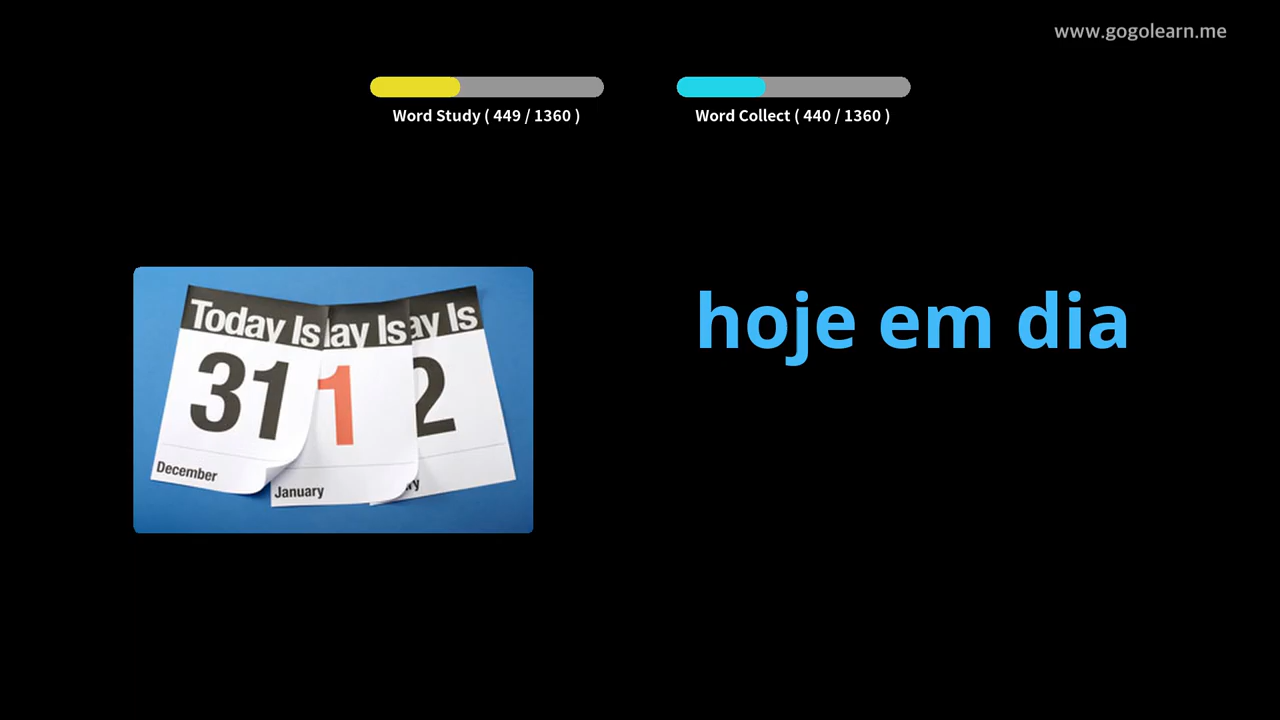 www.gogolearn.me
Word Study ( 449 / 1360 )
Word Collect ( 440 / 1360 )
Today Is
ay Is
ay Is
31
1
2
December
January
ry
hoje em dia